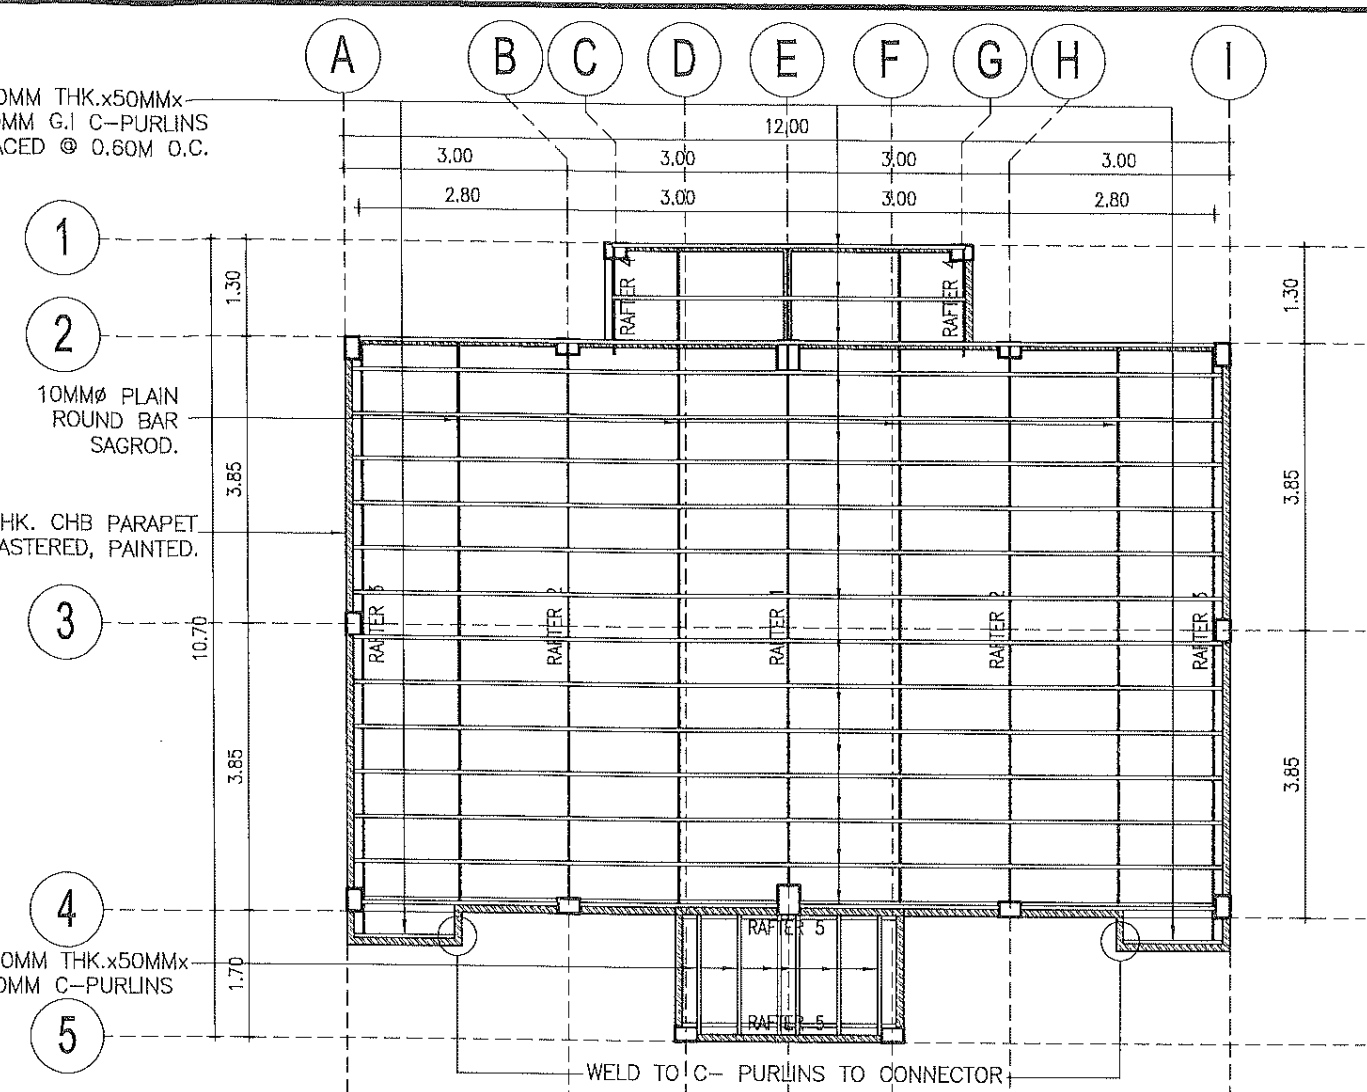 A B C D E F G H I
0MM THK.x50MMx
0MM G.I C-PURLINS
ACED @ 0.60M O.C.
12.00
3.00 3.00 3.00 3.00
2.80 3.00 3.00 2.80
1
1.30
RAFTER 4
RAFTER 4
1.30
2
10MMØ PLAIN
ROUND BAR
SAGROD.
3.85
3.85
HK. CHB PARAPET
ASTERED, PAINTED.
3
10.70
RAFTER 3
RAFTER 2
RAFTER 1
RAFTER 2
RAFTER 3
3.85
3.85
4
RAFTER 5
0MM THK.x50MMx
0MM C-PURLINS
1.70
5
RAFTER 5
WELD TO C- PURLINS TO CONNECTOR